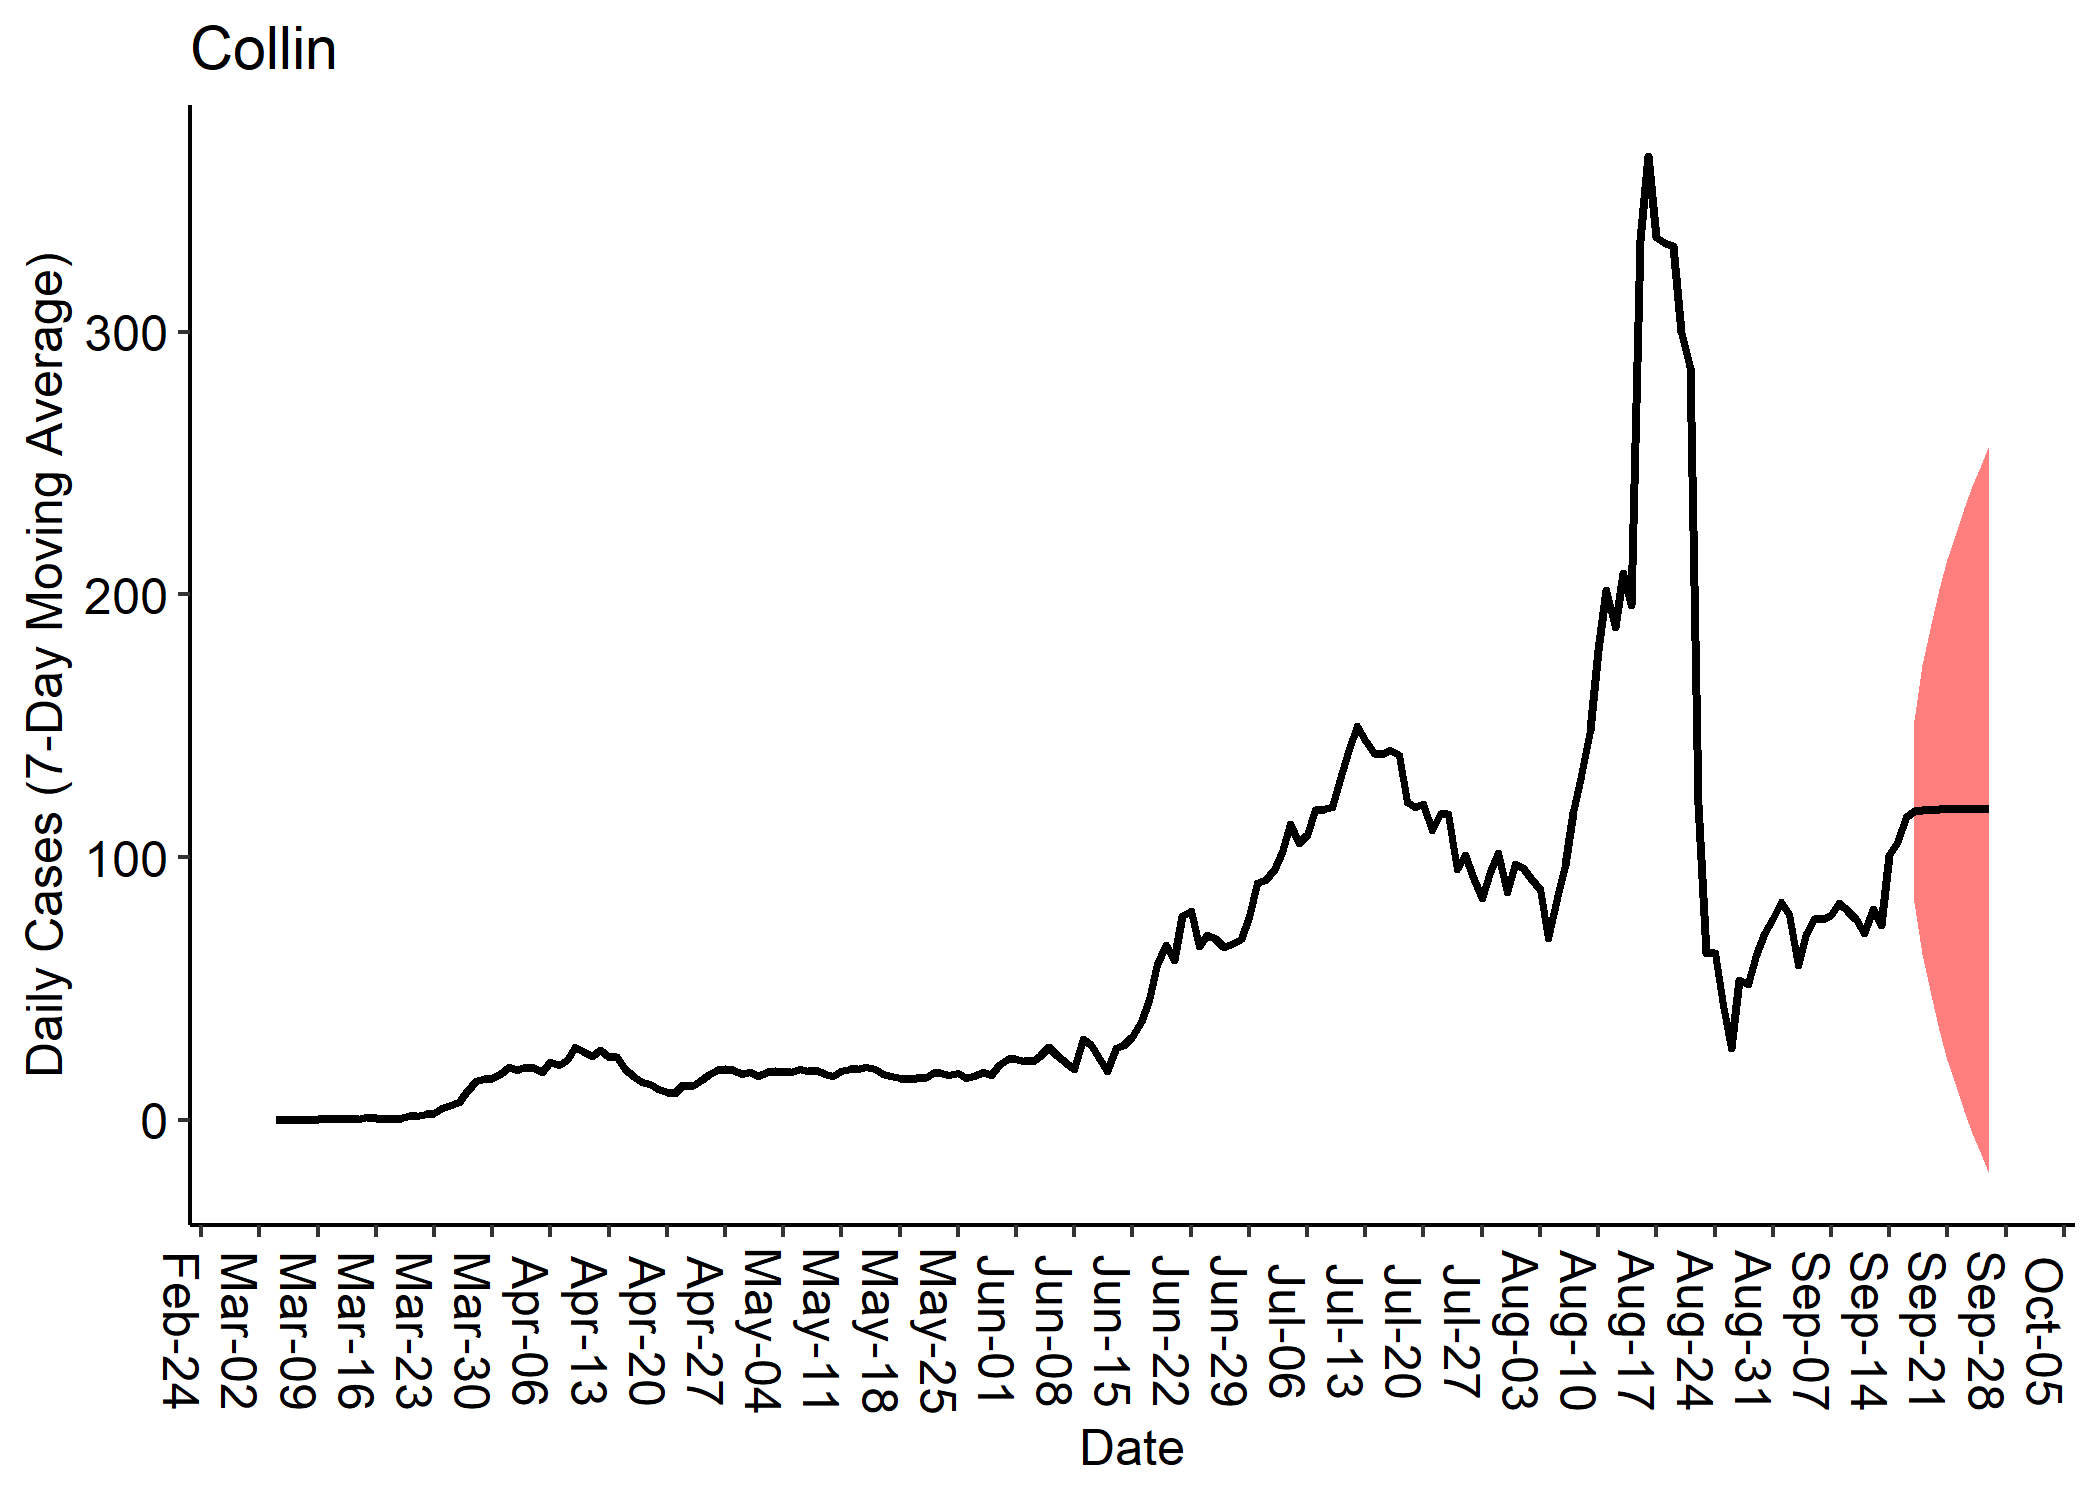 Collin
Daily Cases (7-Day Moving Average)
300
200
100
0
Feb-24
Mar-02
Mar-09
Mar-16
Mar-23
Mar-30
Apr-06
Apr-13
Apr-20
Apr-27
May-04
May-11
May-18
May-25
Jun-01
Jun-08
Jun-15
Jun-22
Jun-29
Jul-06
Jul-13
Jul-20
Jul-27
Aug-03
Aug-10
Aug-17
Aug-24
Aug-31
Sep-07
Sep-14
Sep-21
Sep-28
Oct-05
Date